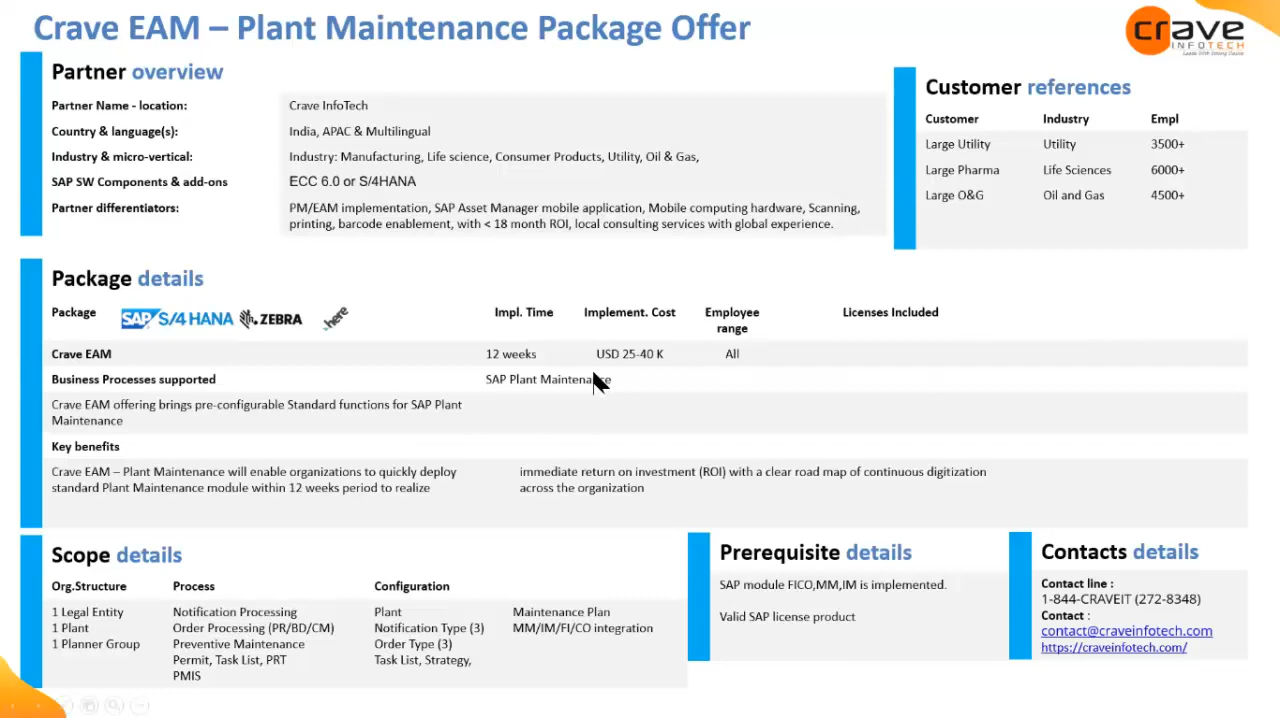 Crave EAM – Plant Maintenance Package Offer
crave
INFOTECH
Partner overview
Partner Name - location: Crave InfoTech
Country & language(s): India, APAC & Multilingual
Industry & micro-vertical: Industry: Manufacturing, Life science, Consumer Products, Utility, Oil & Gas,
SAP SW Components & add-ons ECC 6.0 or S/4HANA
Partner differentiators: PM/EAM implementation, SAP Asset Manager mobile application, Mobile computing hardware, Scanning,
printing, barcode enablement, with < 18 month ROI, local consulting services with global experience.
Customer references
Customer Industry Empl
Large Utility Utility 3500+
Large Pharma Life Sciences 6000+
Large O&G Oil and Gas 4500+
Package details
Package SAP S/4 HANA ZEBRA here Impl. Time Implement. Cost Employee Licenses Included
range
Crave EAM 12 weeks USD 25-40 K All
Business Processes supported SAP Plant Maintenance
Crave EAM offering brings pre-configurable Standard functions for SAP Plant
Maintenance
Key benefits
Crave EAM – Plant Maintenance will enable organizations to quickly deploy
standard Plant Maintenance module within 12 weeks period to realize
immediate return on investment (ROI) with a clear road map of continuous digitization
across the organization
Scope details
Org.Structure Process Configuration
1 Legal Entity Notification Processing Plant Maintenance Plan
1 Plant Order Processing (PR/BD/CM) Notification Type (3) MM/IM/FI/CO integration
1 Planner Group Preventive Maintenance Order Type (3)
Permit, Task List, PRT Task List, Strategy,
PMIS
Prerequisite details
SAP module FICO,MM,IM is implemented.
Valid SAP license product
Contacts details
Contact line :
1-844-CRAVEIT (272-8348)
Contact :
contact@craveinfotech.com
https://craveinfotech.com/